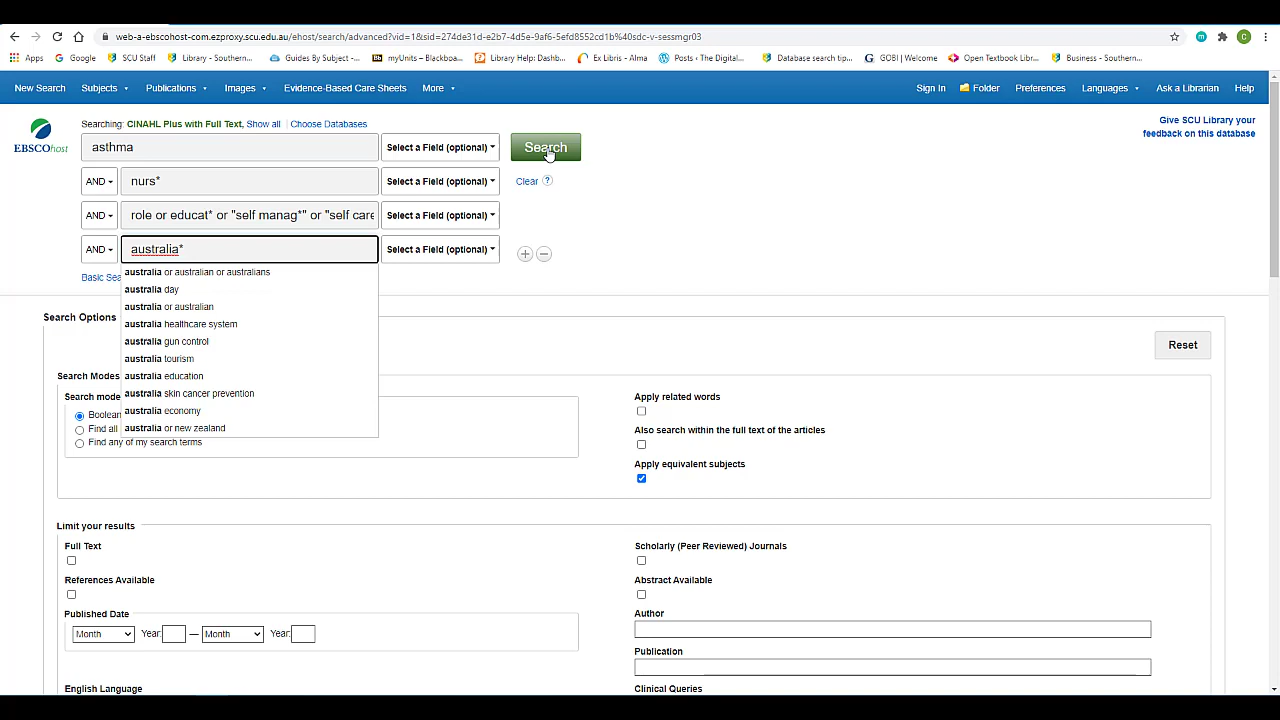 web-a-ebscohost-com.ezproxy.scu.edu.au/ehost/search/advanced?vid=1&sid=274de31d-e2b7-4d5e-9af6-5efd8552cd1b%40sdc-v-sessmgr03
Apps Google SCU Staff Library - Southern... Guides By Subject -... myUnits – Blackboa... Library Help: Dashb... Ex Libris - Alma Posts ‹ The Digital... Database search tip... GOBI | Welcome Open Textbook Libr... Business - Southern...
New Search Subjects Publications Images Evidence-Based Care Sheets More Sign In Folder Preferences Languages Ask a Librarian Help
EBSCOhost
Searching: CINAHL Plus with Full Text, Show all Choose Databases
Give SCU Library your
feedback on this database
asthma Select a Field (optional) Search
AND nurs* Select a Field (optional) Clear ?
AND role or educat* or "self manag*" or "self care Select a Field (optional)
AND australia* Select a Field (optional)
Basic Sea
australia or australian or australians
australia day
australia or australian
australia healthcare system
australia gun control
australia tourism
australia education
australia skin cancer prevention
australia economy
australia or new zealand
Search Options
Reset
Search Modes
Search mode
Boolean
Find all
Find any of my search terms
Apply related words
Also search within the full text of the articles
Apply equivalent subjects
Limit your results
Full Text
Scholarly (Peer Reviewed) Journals
References Available
Abstract Available
Published Date
Month Year: — Month Year:
Author
Publication
English Language
Clinical Queries